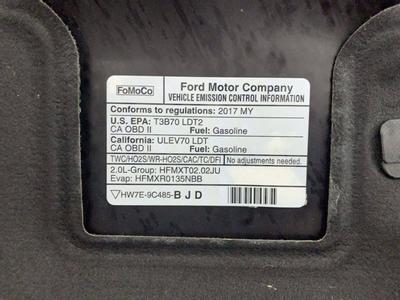 FoMoCo
Ford Motor Company
VEHICLE EMISSION CONTROL INFORMATION
Conforms to regulations: 2017 MY
U.S. EPA: T3B70 LDT2
CA OBD II Fuel: Gasoline
California: ULEV70 LDT
CA OBD II Fuel: Gasoline
TWC/HO2S/WR-HO2S/CAC/TC/DFI No adjustments needed.
2.0L-Group: HFMXT02.02JU
Evap: HFMXR0135NBB
HW7E-9C485-B J D